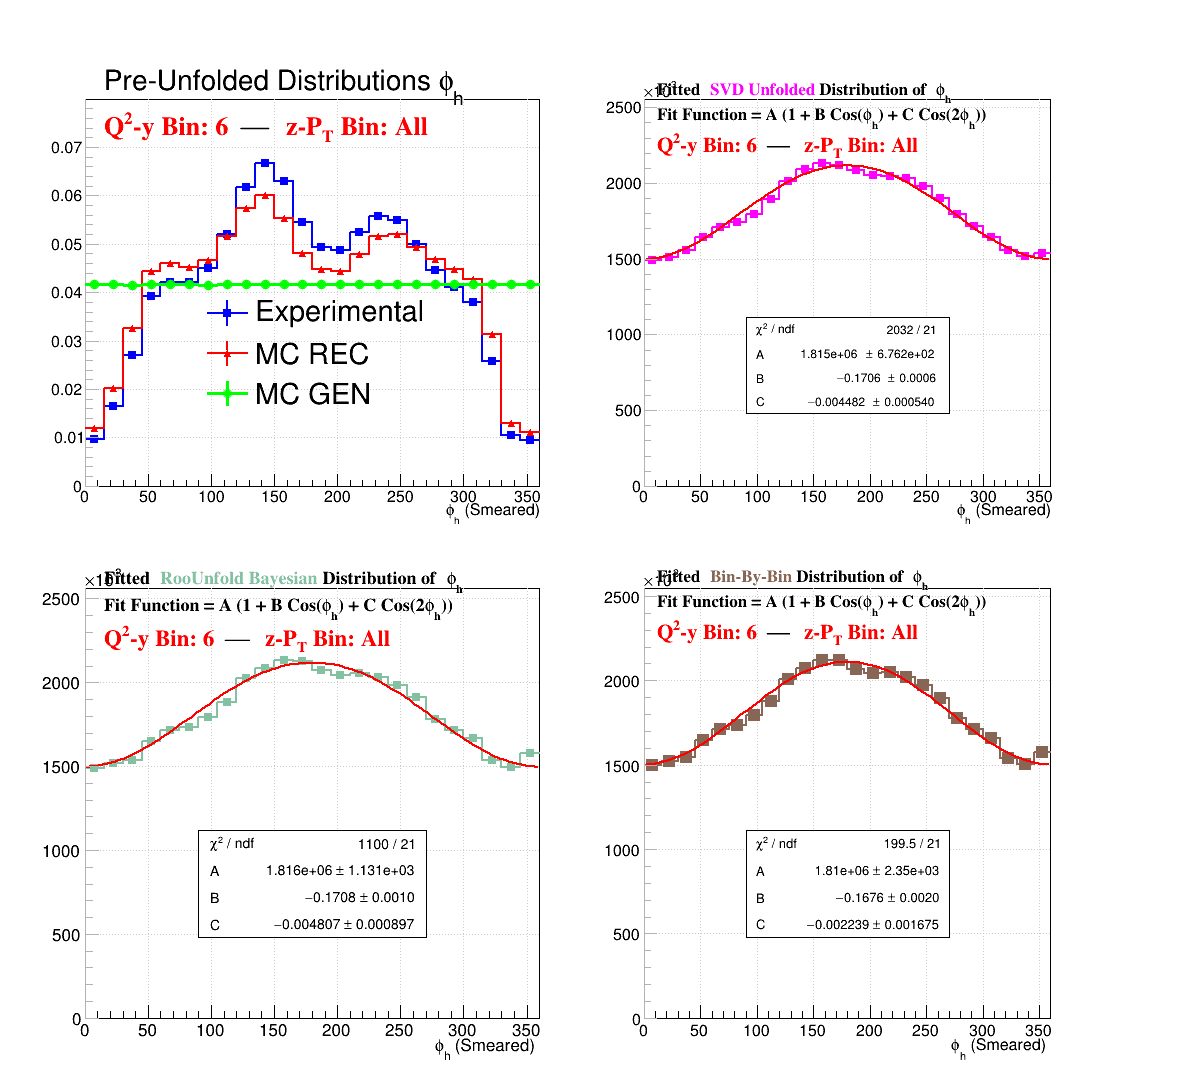 Pre-Unfolded Distributions ϕh
Q²-y Bin: 6 — z-PT Bin: All
0.07
0.06
0.05
0.04
0.03
0.02
0.01
0
Experimental
MC REC
MC GEN
0 50 100 150 200 250 300 350
ϕh (Smeared)
Fitted SVD Unfolded Distribution of ϕh
Fit Function = A (1 + B Cos(ϕh) + C Cos(2ϕh))
Q²-y Bin: 6 — z-PT Bin: All
2500
2000
1500
1000
500
0
χ² / ndf 2032 / 21
A 1.815e+06 ± 6.762e+02
B −0.1706 ± 0.0006
C −0.004482 ± 0.000540
0 50 100 150 200 250 300 350
ϕh (Smeared)
Fitted RooUnfold Bayesian Distribution of ϕh
Fit Function = A (1 + B Cos(ϕh) + C Cos(2ϕh))
Q²-y Bin: 6 — z-PT Bin: All
2500
2000
1500
1000
500
0
χ² / ndf 1100 / 21
A 1.816e+06 ± 1.131e+03
B −0.1708 ± 0.0010
C −0.004807 ± 0.000897
0 50 100 150 200 250 300 350
ϕh (Smeared)
Fitted Bin-By-Bin Distribution of ϕh
Fit Function = A (1 + B Cos(ϕh) + C Cos(2ϕh))
Q²-y Bin: 6 — z-PT Bin: All
2500
2000
1500
1000
500
0
χ² / ndf 199.5 / 21
A 1.81e+06 ± 2.35e+03
B −0.1676 ± 0.0020
C −0.002239 ± 0.001675
0 50 100 150 200 250 300 350
ϕh (Smeared)